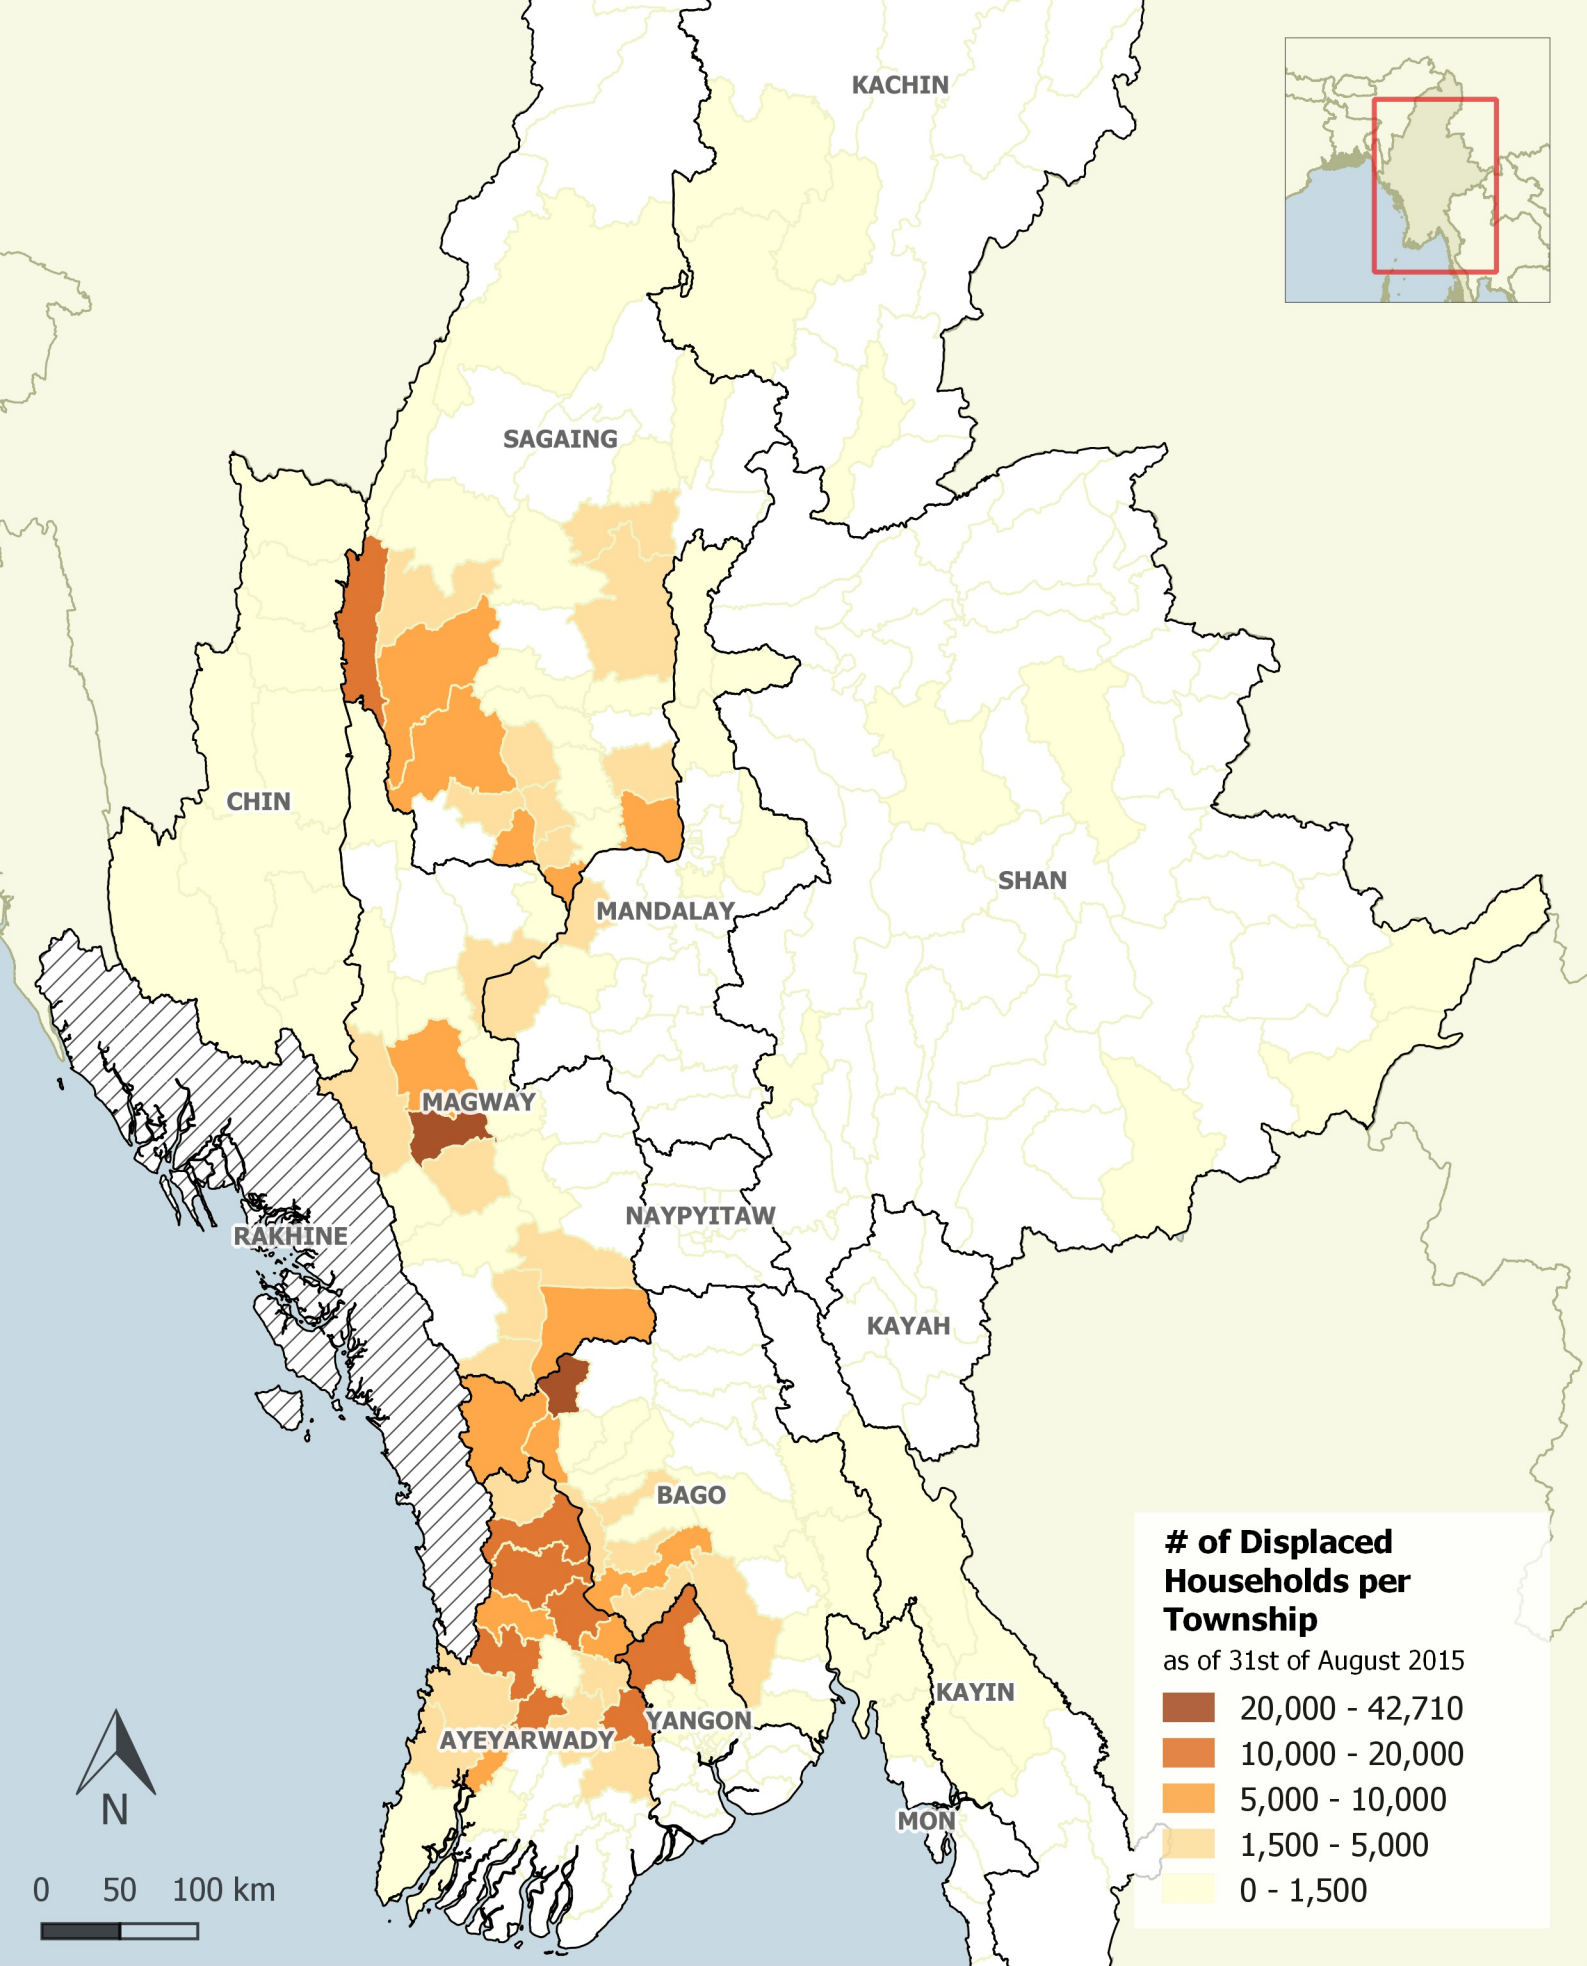 KACHIN
SAGAING
CHIN
SHAN
MANDALAY
MAGWAY
NAYPYITAW
RAKHINE
KAYAH
BAGO
KAYIN
YANGON
AYEYARWADY
MON
N
0 50 100 km
# of Displaced
Households per
Township
as of 31st of August 2015
20,000 - 42,710
10,000 - 20,000
5,000 - 10,000
1,500 - 5,000
0 - 1,500